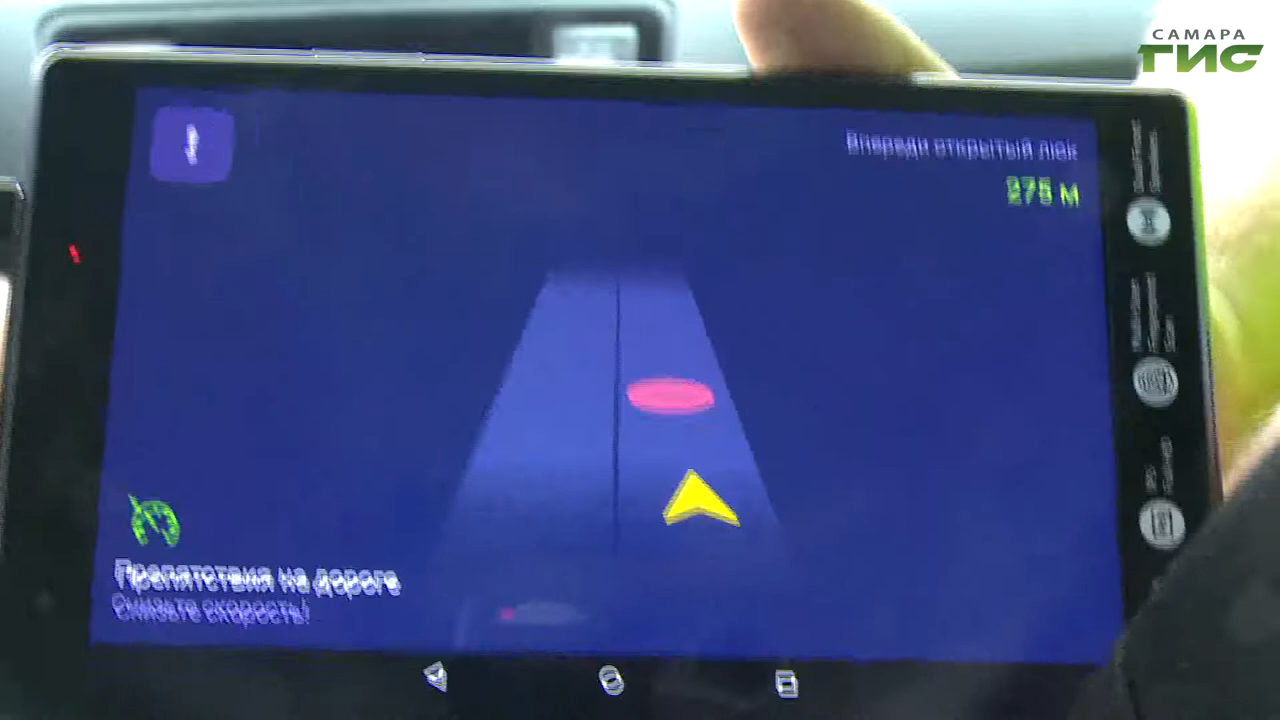 САМАРА
ГИС
Впереди открытый люк
275 м
Препятствия на дороге
Снизьте скорость!